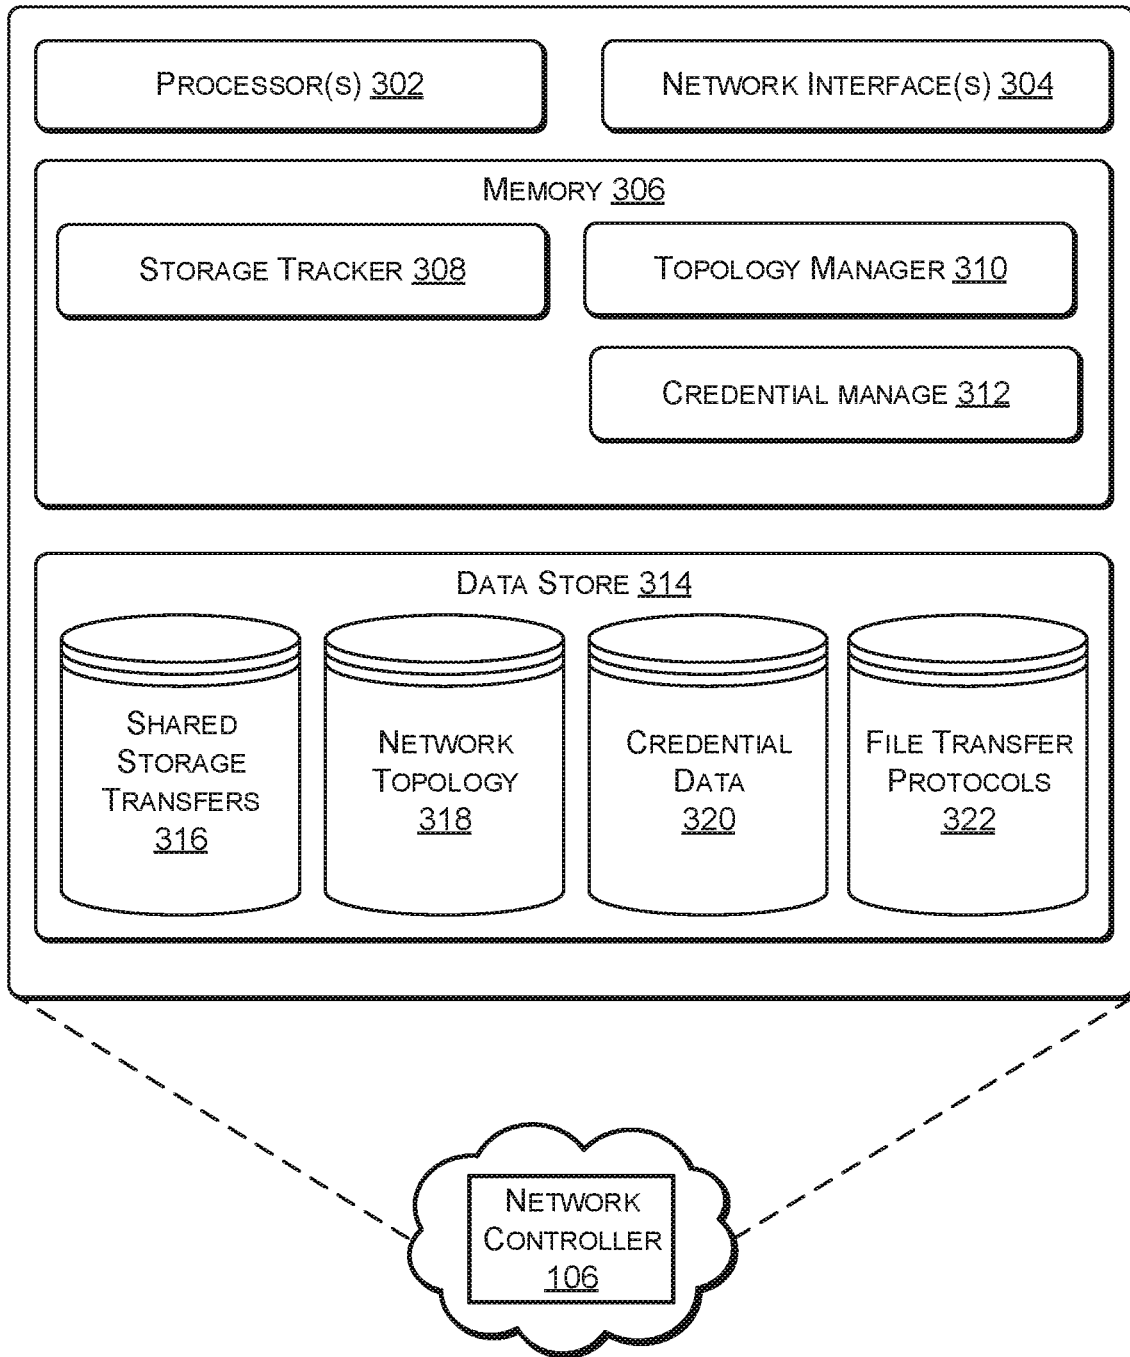 PROCESSOR(S) 302
NETWORK INTERFACE(S) 304
MEMORY 306
STORAGE TRACKER 308
TOPOLOGY MANAGER 310
CREDENTIAL MANAGE 312
DATA STORE 314
SHARED
STORAGE
TRANSFERS
316
NETWORK
TOPOLOGY
318
CREDENTIAL
DATA
320
FILE TRANSFER
PROTOCOLS
322
NETWORK
CONTROLLER
106